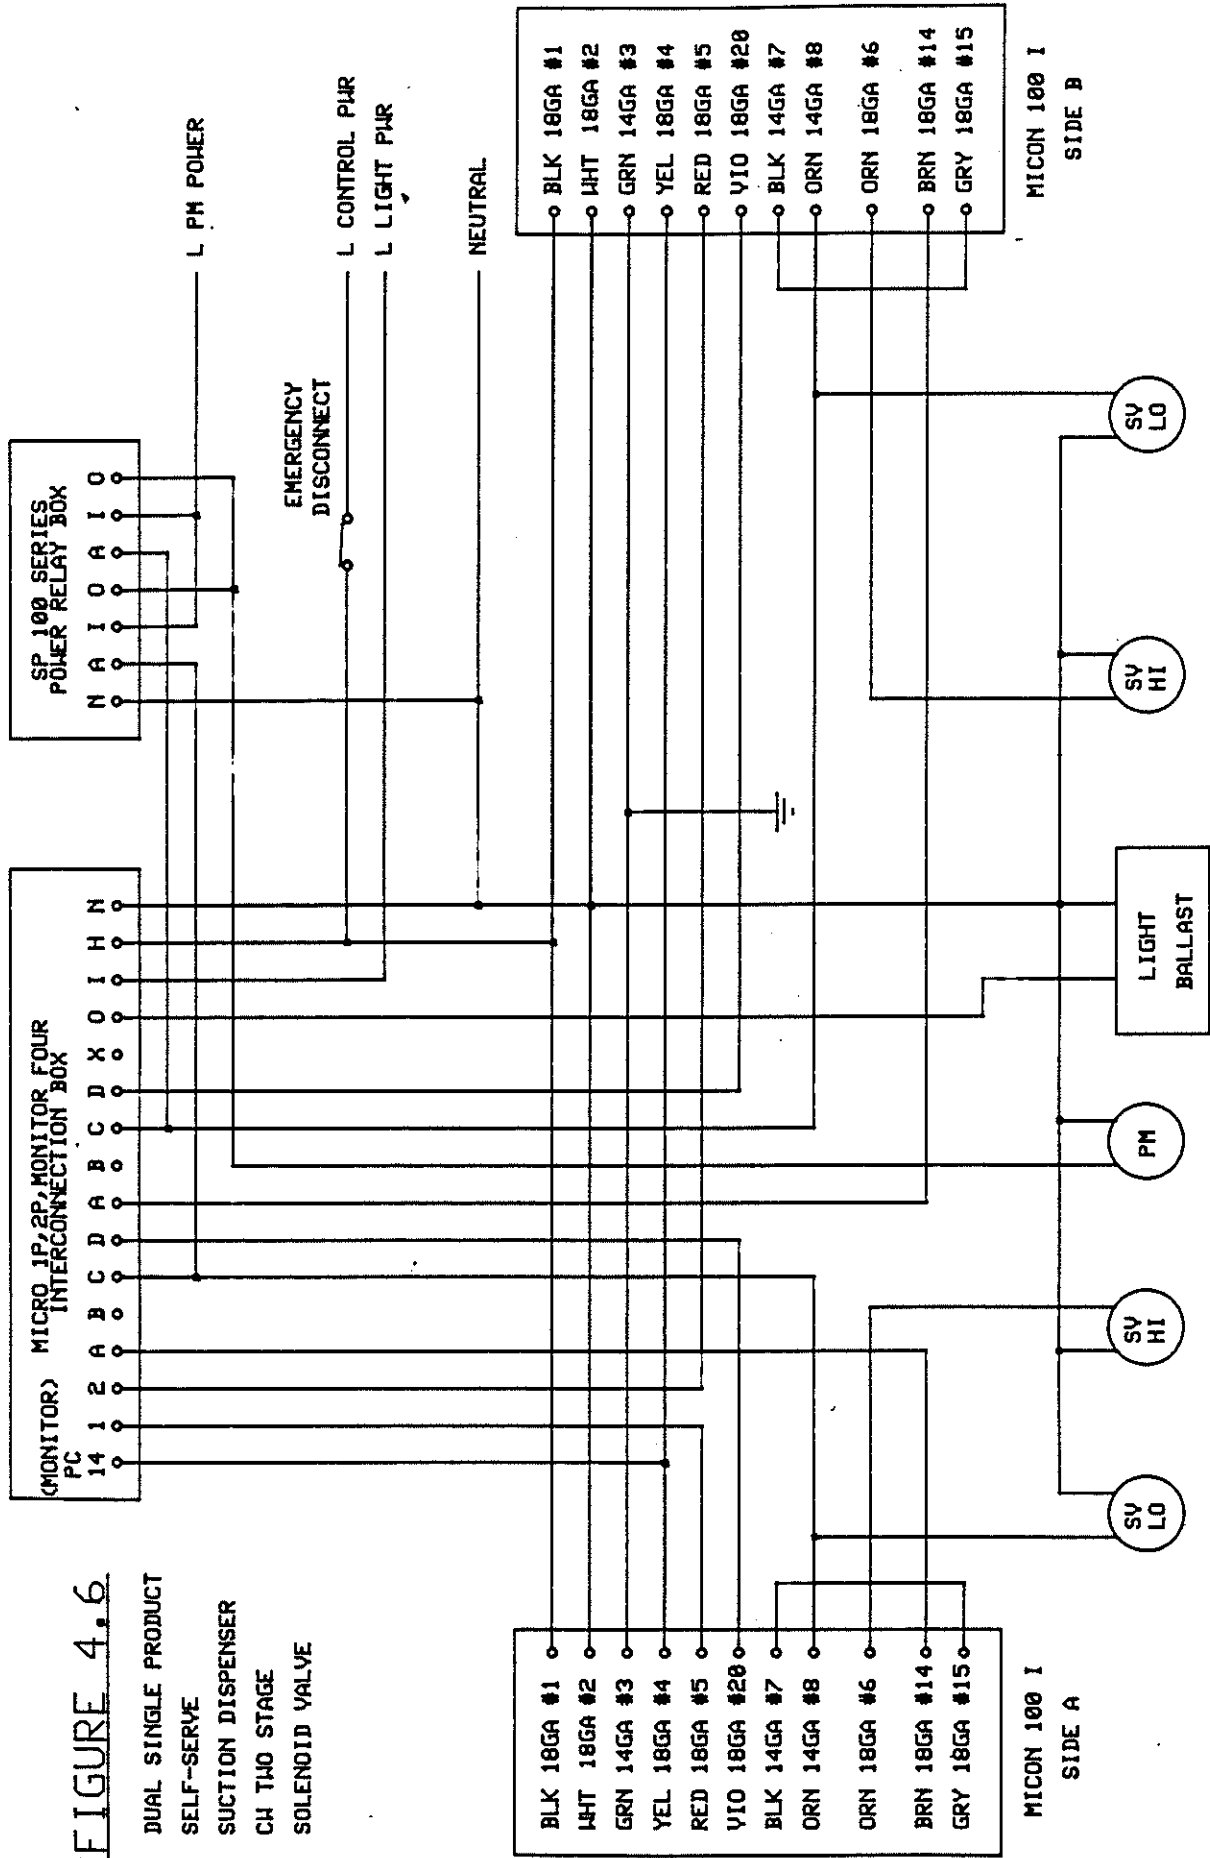 FIGURE 4.6
DUAL SINGLE PRODUCT
SELF-SERVE
SUCTION DISPENSER
CW TWO STAGE
SOLENOID VALVE
(MONITOR) MICRO 1P,2P,MONITOR FOUR
PC INTERCONNECTION BOX
14 1 2 A B C D A B C D X O I H N
SP 100 SERIES
POWER RELAY BOX
N A I O A I O
L PM POWER
EMERGENCY
DISCONNECT
L CONTROL PWR
L LIGHT PWR
NEUTRAL
BLK 18GA #1
WHT 18GA #2
GRN 14GA #3
YEL 18GA #4
RED 18GA #5
VIO 18GA #20
BLK 14GA #7
ORN 14GA #8
ORN 18GA #6
BRN 18GA #14
GRY 18GA #15
MICON 100 I
SIDE A
BLK 18GA #1
WHT 18GA #2
GRN 14GA #3
YEL 18GA #4
RED 18GA #5
VIO 18GA #20
BLK 14GA #7
ORN 14GA #8
ORN 18GA #6
BRN 18GA #14
GRY 18GA #15
MICON 100 I
SIDE B
SV
LO
SV
HI
PM
LIGHT
BALLAST
SV
HI
SV
LO